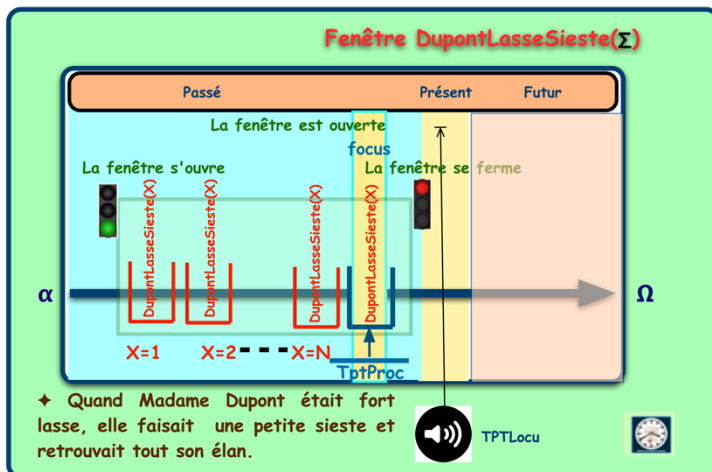 Fenêtre DupontLasseSieste(Σ)
Passé Présent Futur
La fenêtre est ouverte
focus
La fenêtre s'ouvre
La fenêtre se ferme
DupontLasseSieste(X)
DupontLasseSieste(X)
DupontLasseSieste(X)
DupontLasseSieste(X)
α
Ω
X=1 X=2 X=N
TptProc
✦ Quand Madame Dupont était fort
lasse, elle faisait une petite sieste et
retrouvait tout son élan.
TPTLocu